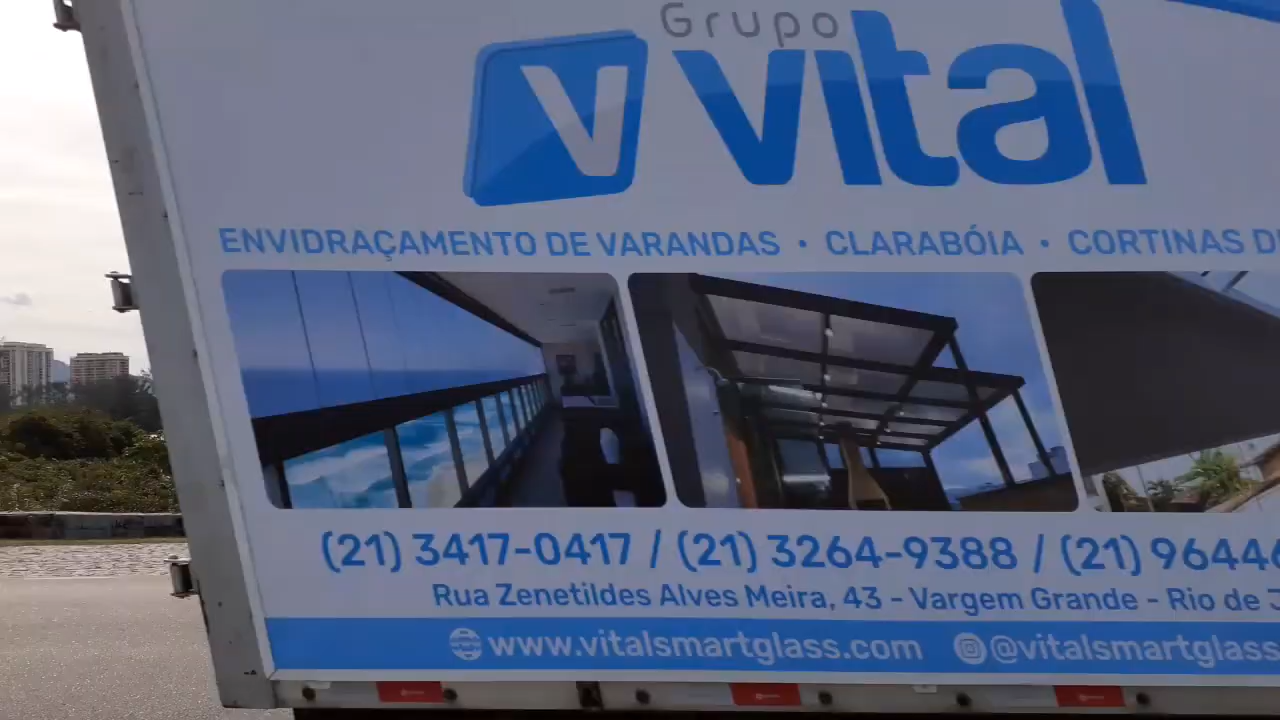 Grupo
V vital
ENVIDRAÇAMENTO DE VARANDAS • CLARABÓIA • CORTINAS
(21) 3417-0417 / (21) 3264-9388 / (21) 96446
Rua Zenetildes Alves Meira, 43 - Vargem Grande - Rio de
www.vitalsmartglass.com @vitalsmartglass